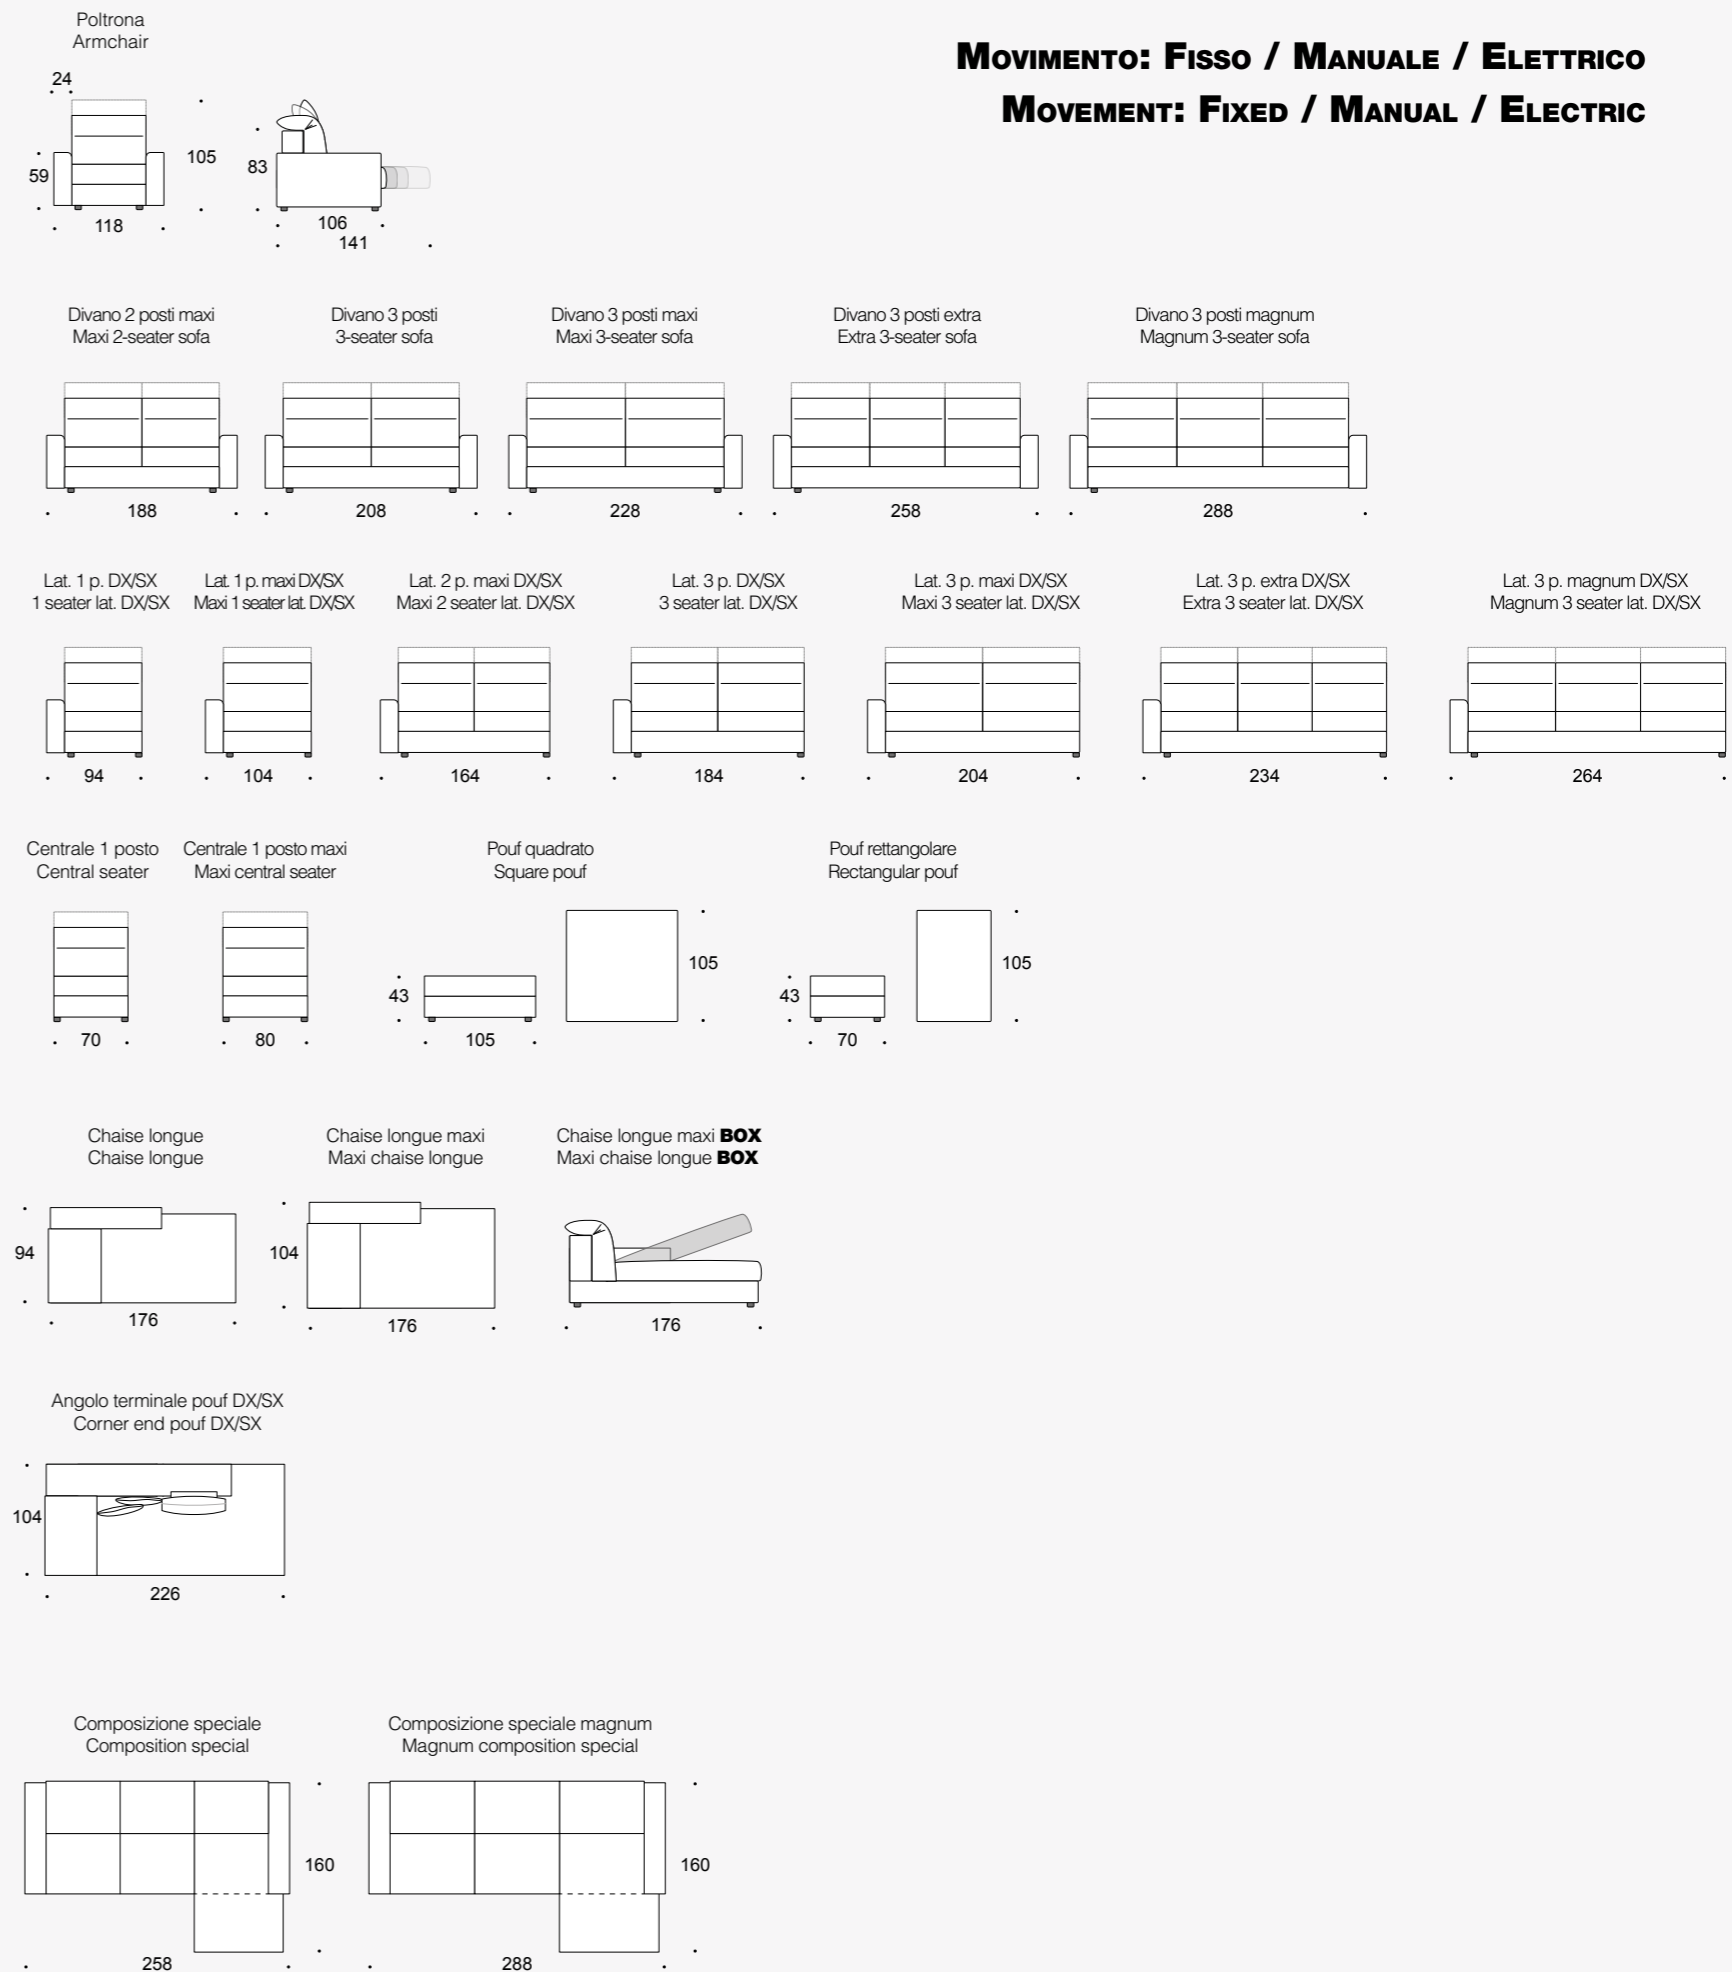 Poltrona
Armchair
MOVIMENTO: FISSO / MANUALE / ELETTRICO
MOVEMENT: FIXED / MANUAL / ELECTRIC
24
59
105
118
83
106
141
Divano 2 posti maxi
Maxi 2-seater sofa
Divano 3 posti
3-seater sofa
Divano 3 posti maxi
Maxi 3-seater sofa
Divano 3 posti extra
Extra 3-seater sofa
Divano 3 posti magnum
Magnum 3-seater sofa
188
208
228
258
288
Lat. 1 p. DX/SX
1 seater lat. DX/SX
Lat. 1 p. maxi DX/SX
Maxi 1 seater lat. DX/SX
Lat. 2 p. maxi DX/SX
Maxi 2 seater lat. DX/SX
Lat. 3 p. DX/SX
3 seater lat. DX/SX
Lat. 3 p. maxi DX/SX
Maxi 3 seater lat. DX/SX
Lat. 3 p. extra DX/SX
Extra 3 seater lat. DX/SX
Lat. 3 p. magnum DX/SX
Magnum 3 seater lat. DX/SX
94
104
164
184
204
234
264
Centrale 1 posto
Central seater
Centrale 1 posto maxi
Maxi central seater
Pouf quadrato
Square pouf
Pouf rettangolare
Rectangular pouf
70
80
43
105
105
43
70
105
Chaise longue
Chaise longue
Chaise longue maxi
Maxi chaise longue
Chaise longue maxi BOX
Maxi chaise longue BOX
94
176
104
176
176
Angolo terminale pouf DX/SX
Corner end pouf DX/SX
104
226
Composizione speciale
Composition special
Composizione speciale magnum
Magnum composition special
160
258
160
288